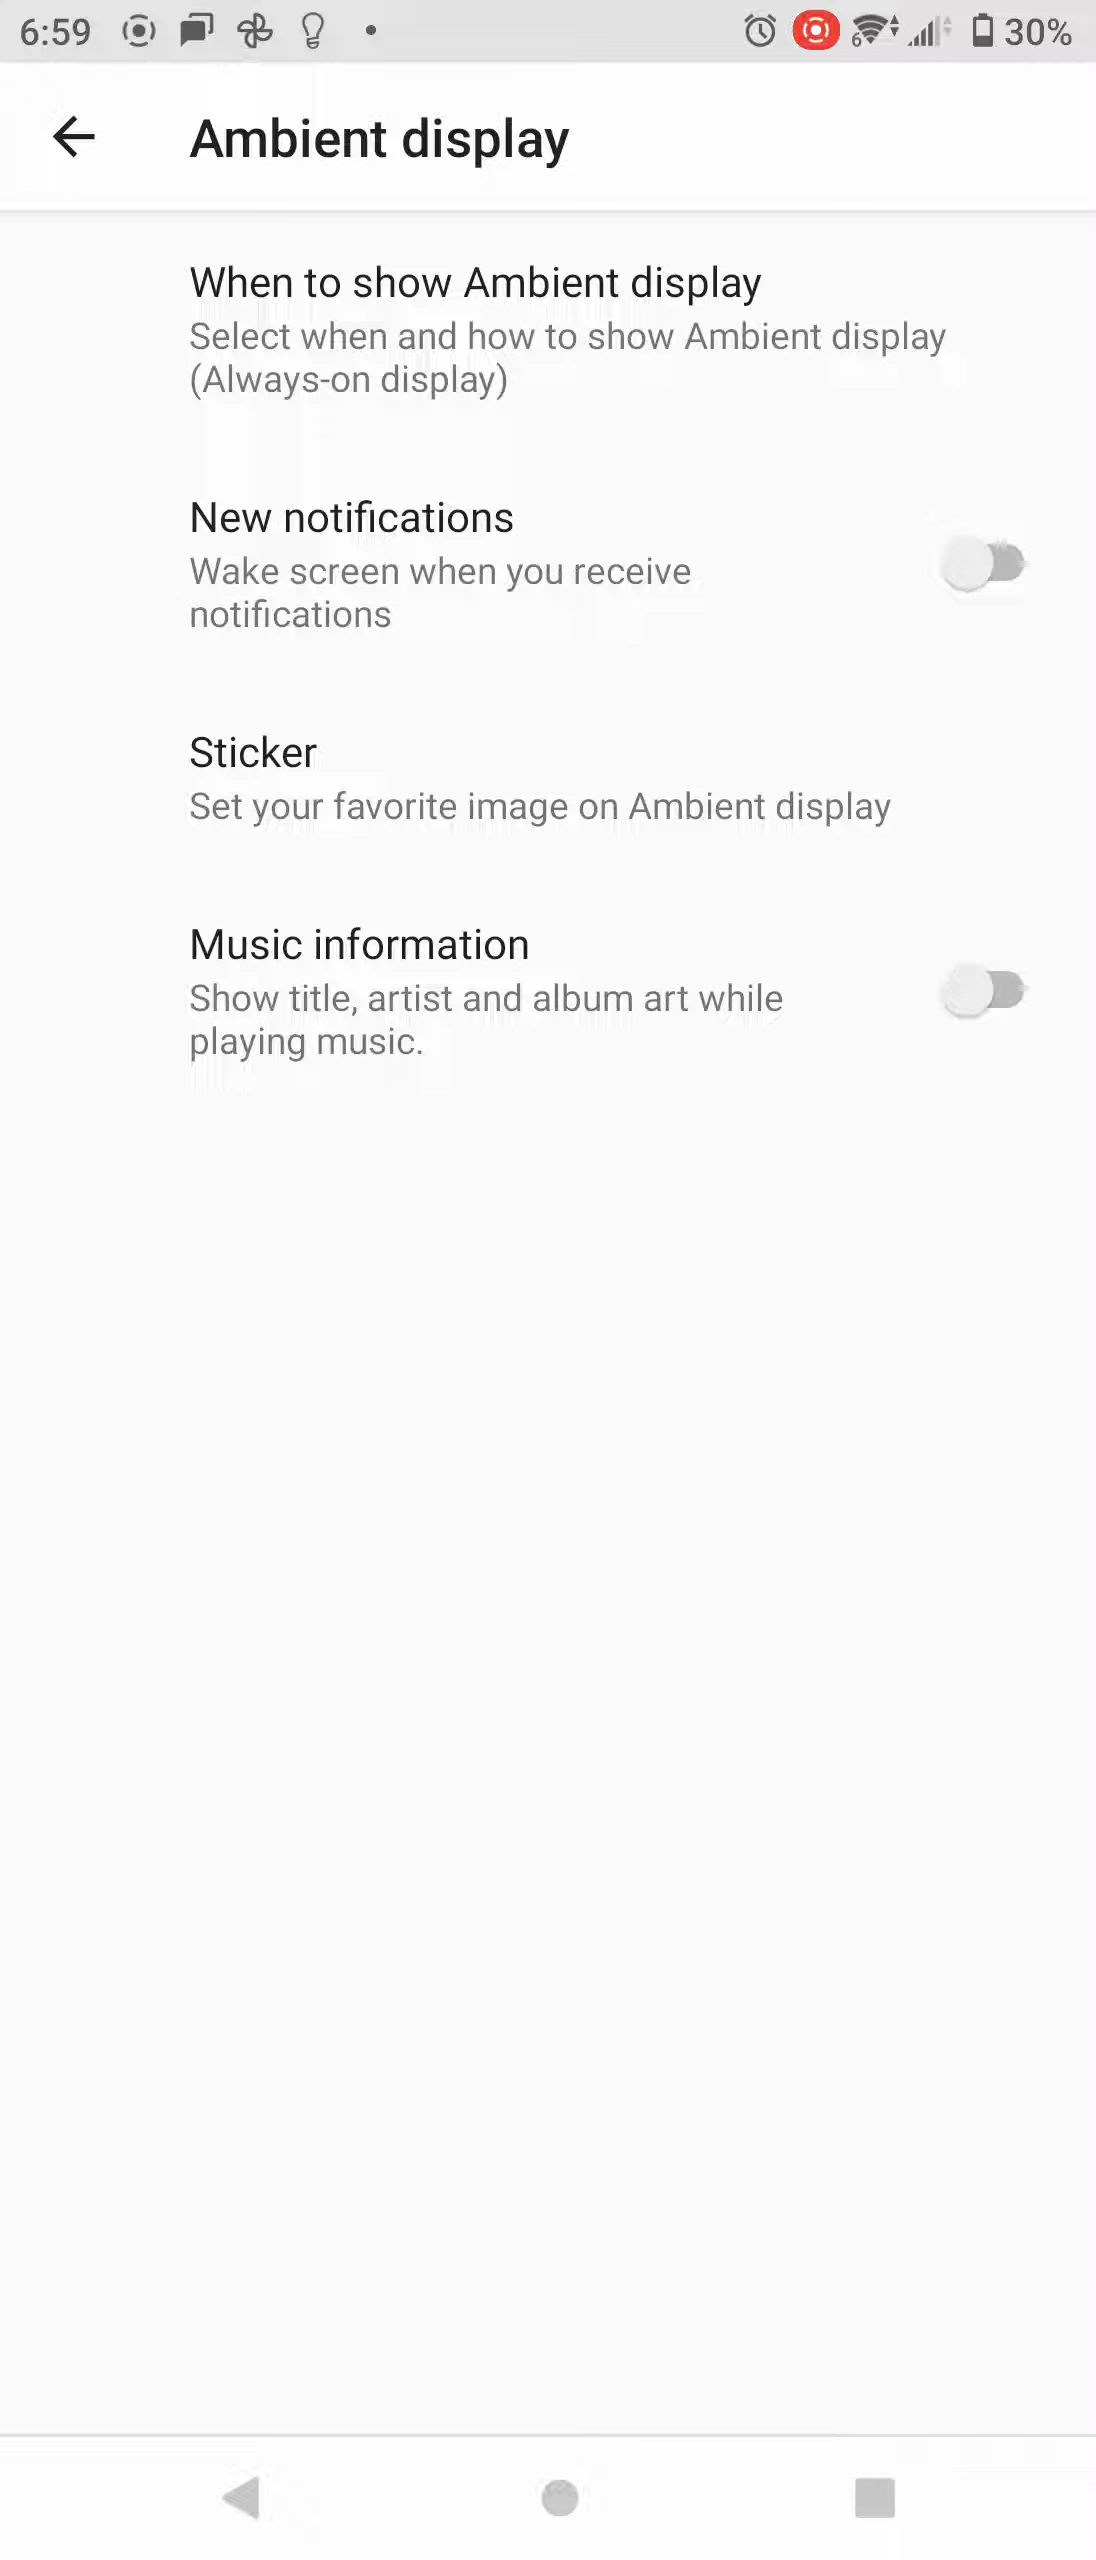 6:59
6
30%
Ambient display
When to show Ambient display
Select when and how to show Ambient display
(Always-on display)
New notifications
Wake screen when you receive
notifications
Sticker
Set your favorite image on Ambient display
Music information
Show title, artist and album art while
playing music.